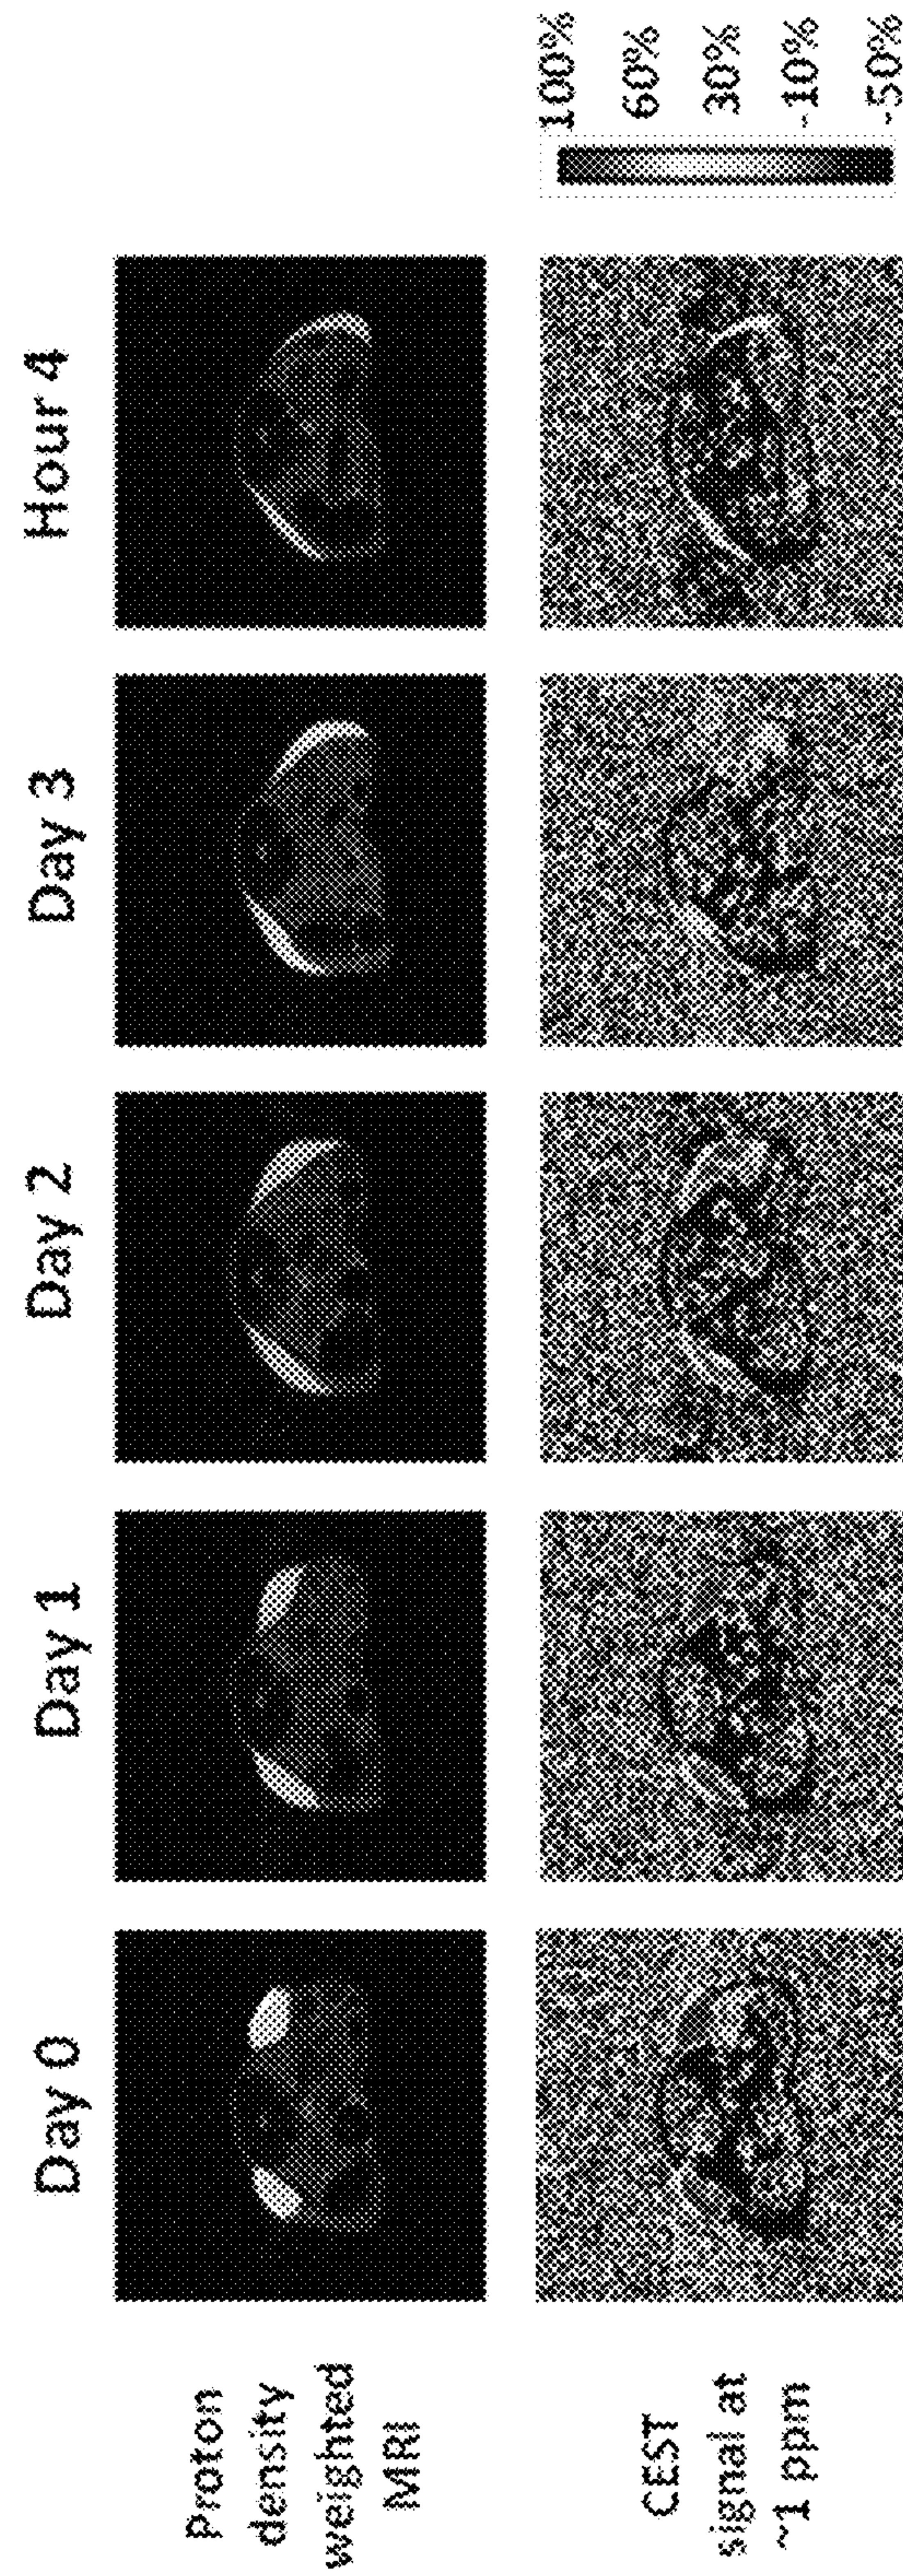 Day 0
Day 1
Day 2
Day 3
Hour 4
Proton
density
weighted
MRI
CEST
signal at
~1 ppm
100%
60%
30%
-10%
-50%